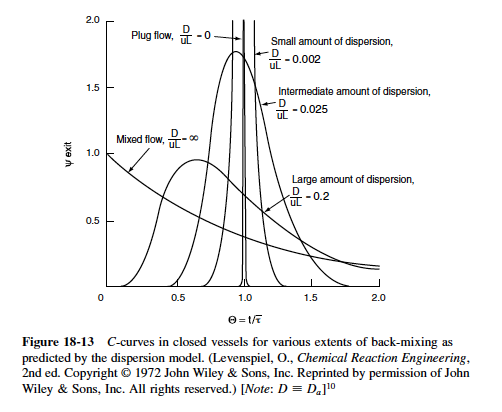 2.0
Plug flow, D/uL = 0
Small amount of dispersion,
D/uL = 0.002
1.5
Intermediate amount of dispersion,
D/uL = 0.025
Mixed flow, D/uL = ∞
1.0
ψ exit
Large amount of dispersion,
D/uL = 0.2
0.5
0 0.5 1.0 1.5 2.0
Θ = t/τ̄
Figure 18-13 C-curves in closed vessels for various extents of back-mixing as
predicted by the dispersion model. (Levenspiel, O., Chemical Reaction Engineering,
2nd ed. Copyright © 1972 John Wiley & Sons, Inc. Reprinted by permission of John
Wiley & Sons, Inc. All rights reserved.) [Note: D ≡ Dₐ]¹⁰